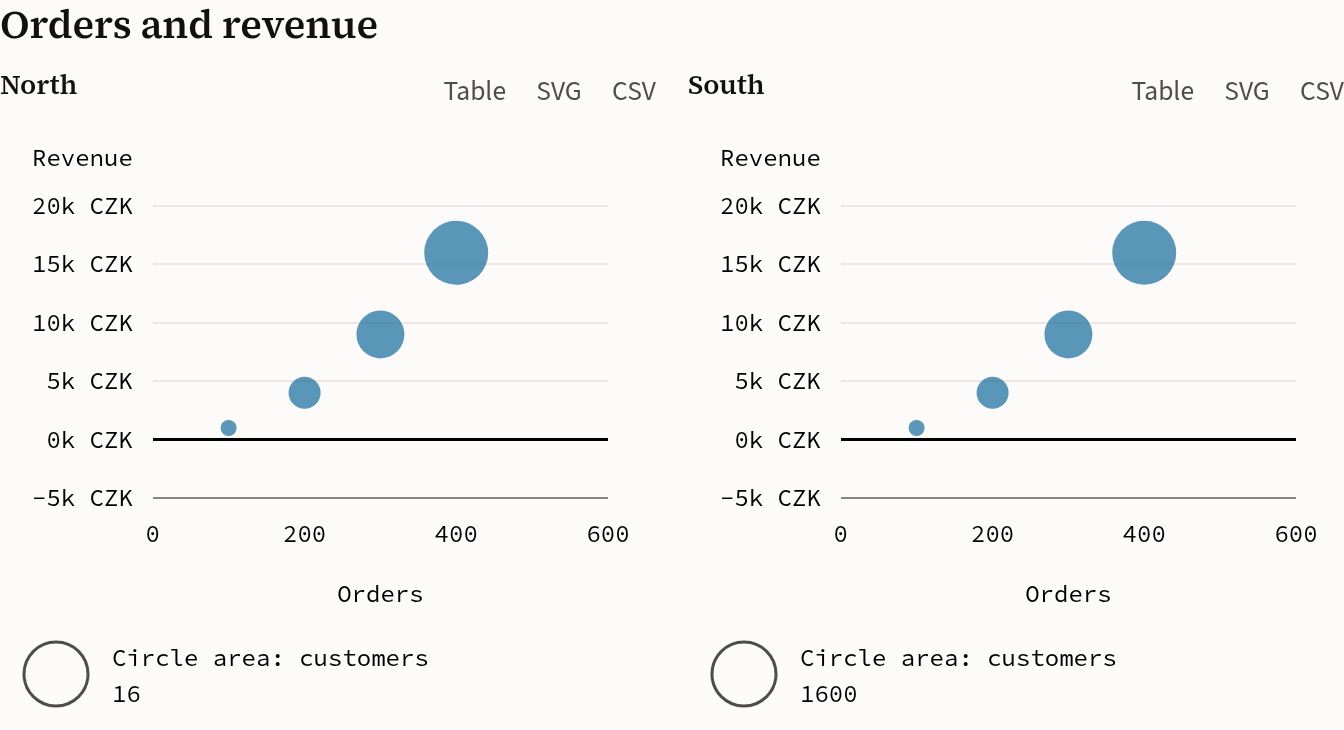 Orders and revenue
North
Table SVG CSV
Revenue
20k CZK
15k CZK
10k CZK
5k CZK
0k CZK
−5k CZK
0 200 400 600
Orders
Circle area: customers
16
South
Table SVG CSV
Revenue
20k CZK
15k CZK
10k CZK
5k CZK
0k CZK
−5k CZK
0 200 400 600
Orders
Circle area: customers
1600